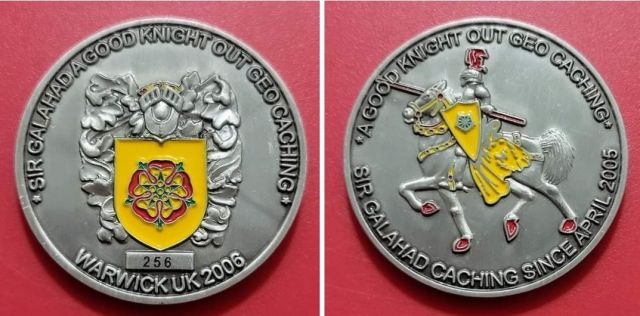 * SIR GALAHAD A GOOD KNIGHT OUT GEO CACHING *
256
WARWICK UK 2006
*A GOOD KNIGHT OUT GEO CACHING*
SIR GALAHAD CACHING SINCE APRIL 2005